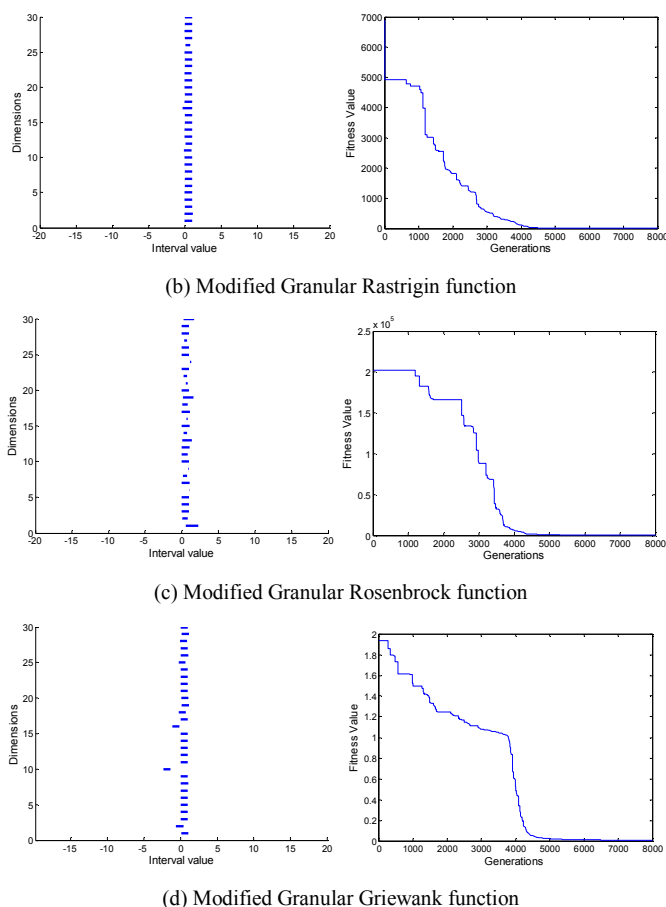 30
25
20
15
10
5
0
Dimensions
-20 -15 -10 -5 0 5 10 15 20
Interval value
7000
6000
5000
4000
3000
2000
1000
0
Fitness Value
0 1000 2000 3000 4000 5000 6000 7000 8000
Generations
(b) Modified Granular Rastrigin function
30
25
20
15
10
5
0
Dimensions
-20 -15 -10 -5 0 5 10 15 20
Interval value
x 10^5
2.5
2
1.5
1
0.5
0
Fitness Value
0 1000 2000 3000 4000 5000 6000 7000 8000
Generations
(c) Modified Granular Rosenbrock function
30
25
20
15
10
5
0
Dimensions
-15 -10 -5 0 5 10 15 20
Interval value
2
1.8
1.6
1.4
1.2
1
0.8
0.6
0.4
0.2
0
Fitness Value
0 1000 2000 3000 4000 5000 6000 7000 8000
Generations
(d) Modified Granular Griewank function